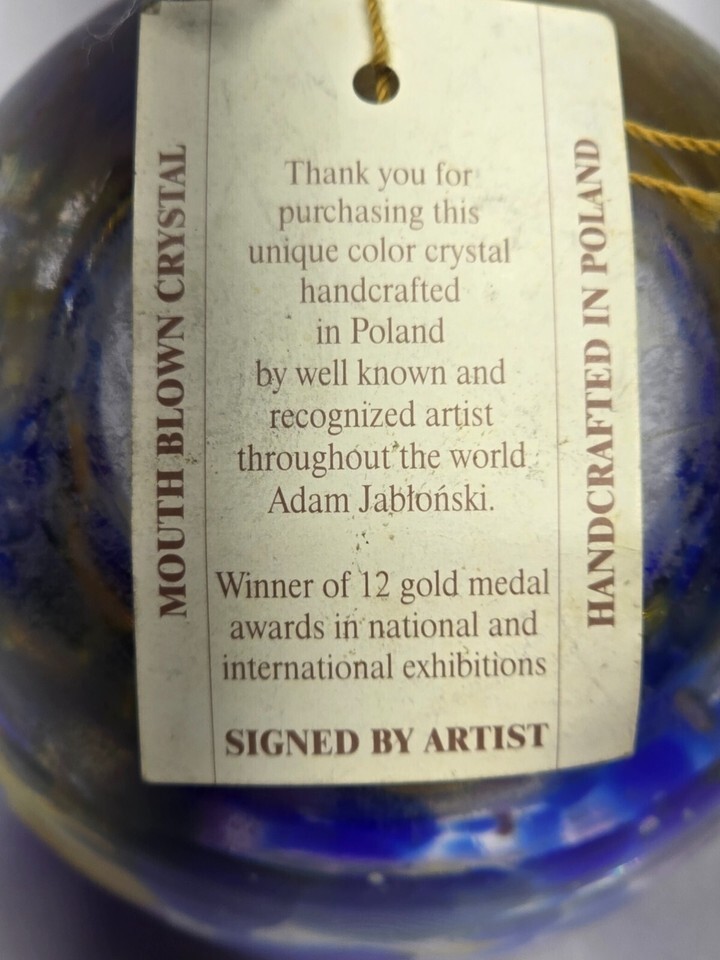 MOUTH BLOWN CRYSTAL
Thank you for
purchasing this
unique color crystal
handcrafted
in Poland
by well known and
recognized artist
throughout the world
Adam Jabłoński.
Winner of 12 gold medal
awards in national and
international exhibitions
SIGNED BY ARTIST
HANDCRAFTED IN POLAND